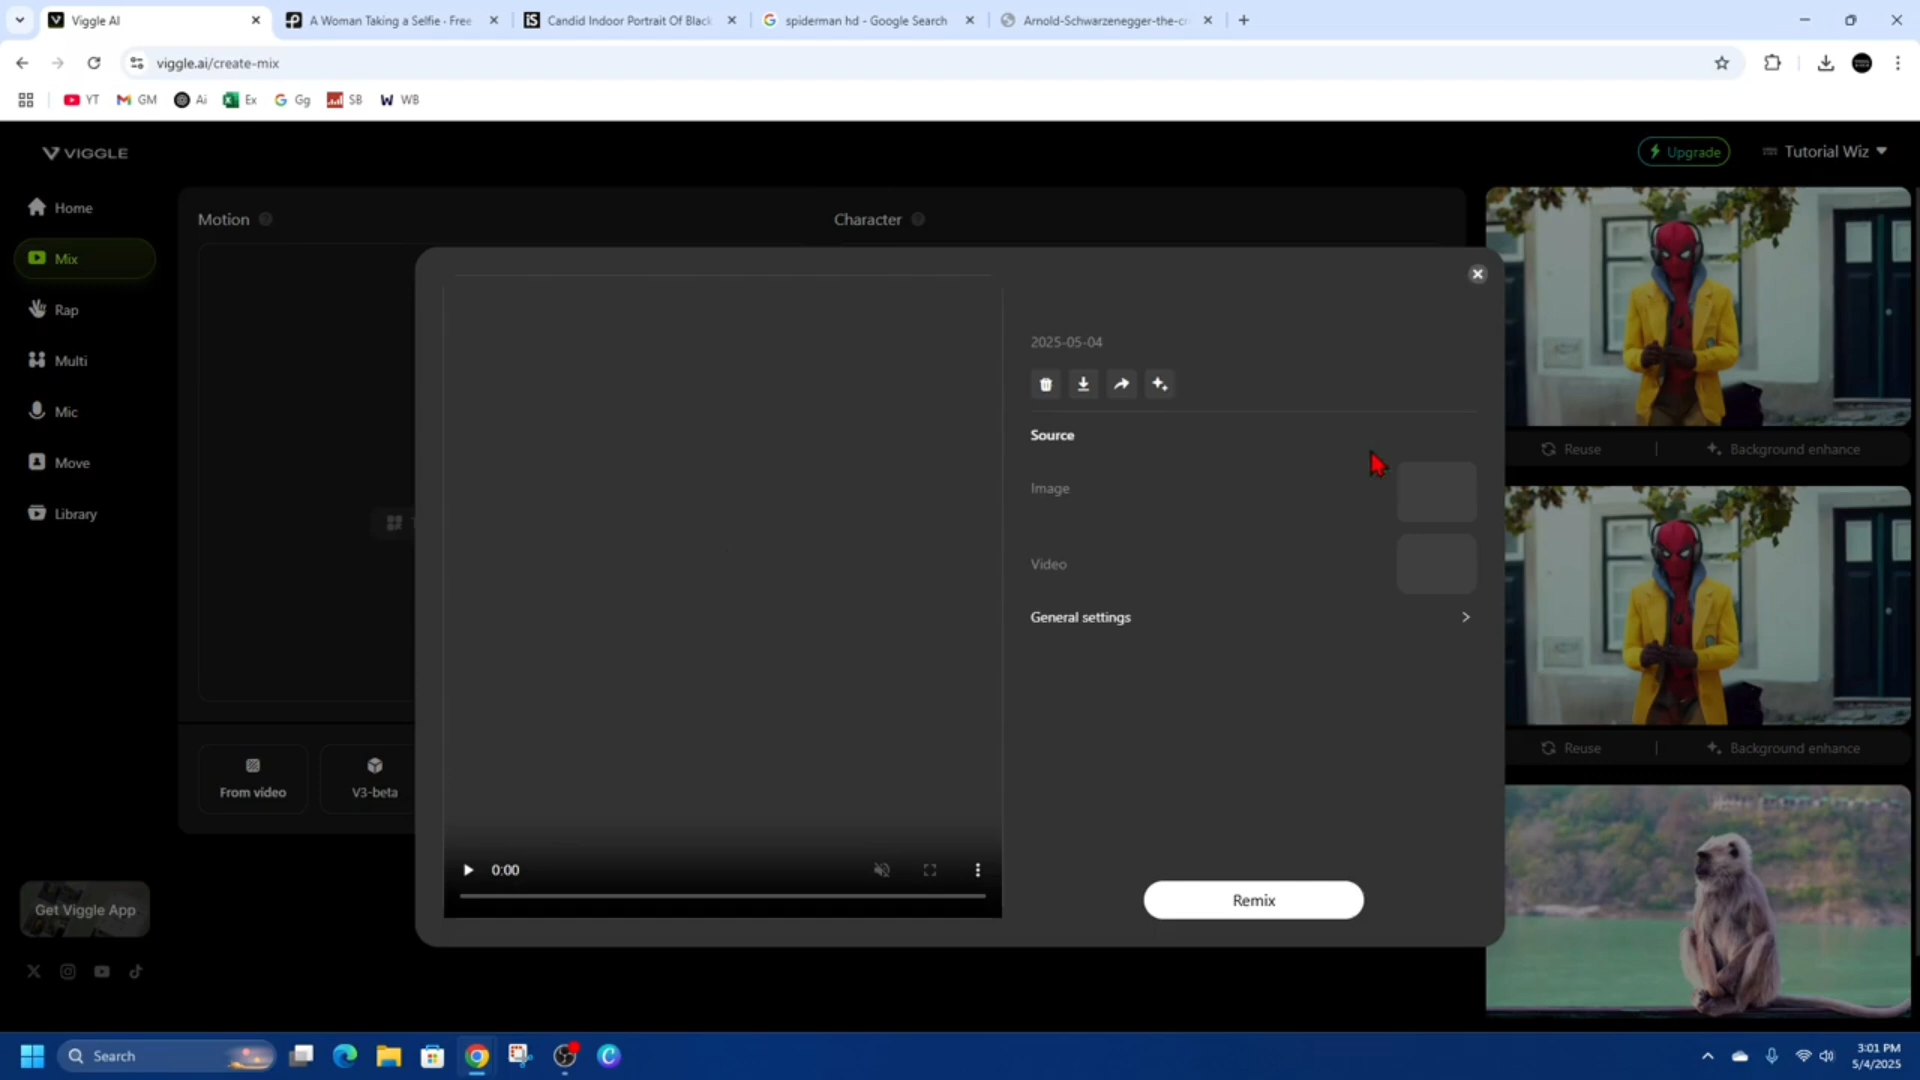 Viggle AI
A Woman Taking a Selfie · Free
Candid Indoor Portrait Of Black
spiderman hd - Google Search
Arnold-Schwarzenegger-the-cr
viggle.ai/create-mix
YT
GM
Ai
Ex
Gg
SB
WB
VIGGLE
Upgrade
Tutorial Wiz
Home
Mix
Rap
Multi
Mic
Move
Library
Motion
Character
From video
V3-beta
2025-05-04
Source
Image
Video
General settings
0:00
Remix
Reuse
Background enhance
Reuse
Background enhance
Get Viggle App
Search
3:01 PM
5/4/2025